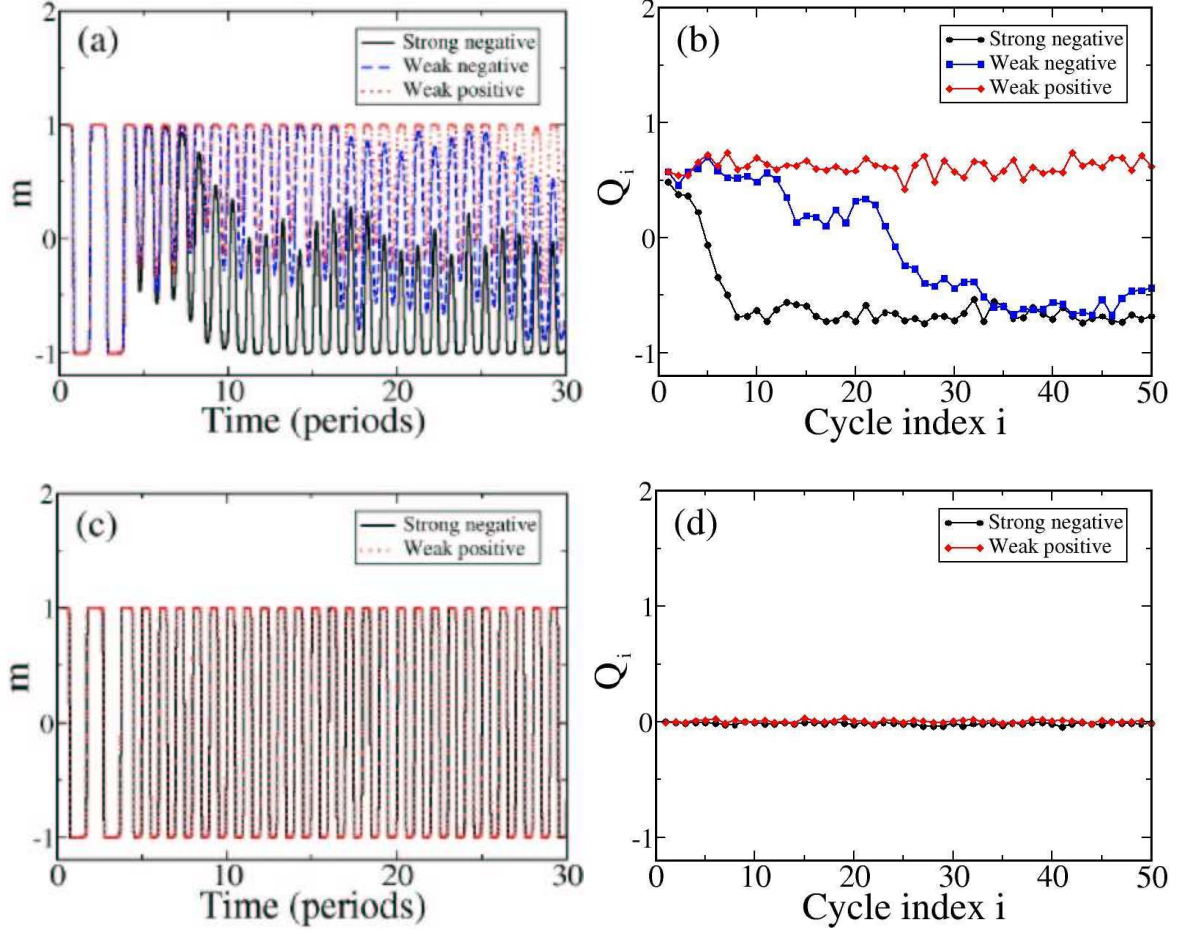 (a)
Strong negative
Weak negative
Weak positive
2
1
0
-1
m
0 10 20 30
Time (periods)
(b)
Strong negative
Weak negative
Weak positive
2
1
0
-1
Q_i
0 10 20 30 40 50
Cycle index i
(c)
Strong negative
Weak positive
2
1
0
-1
m
0 10 20 30
Time (periods)
(d)
Strong negative
Weak positive
2
1
0
-1
Q_i
0 10 20 30 40 50
Cycle index i